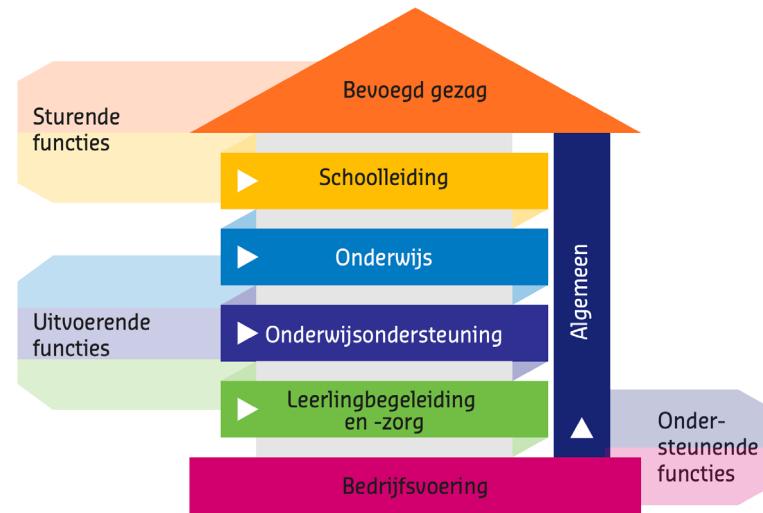 Bevoegd gezag
Sturende
functies
Schoolleiding
Onderwijs
Algemeen
Uitvoerende
functies
Onderwijsondersteuning
Leerlingbegeleiding
en -zorg
Onder-
steunende
functies
Bedrijfsvoering